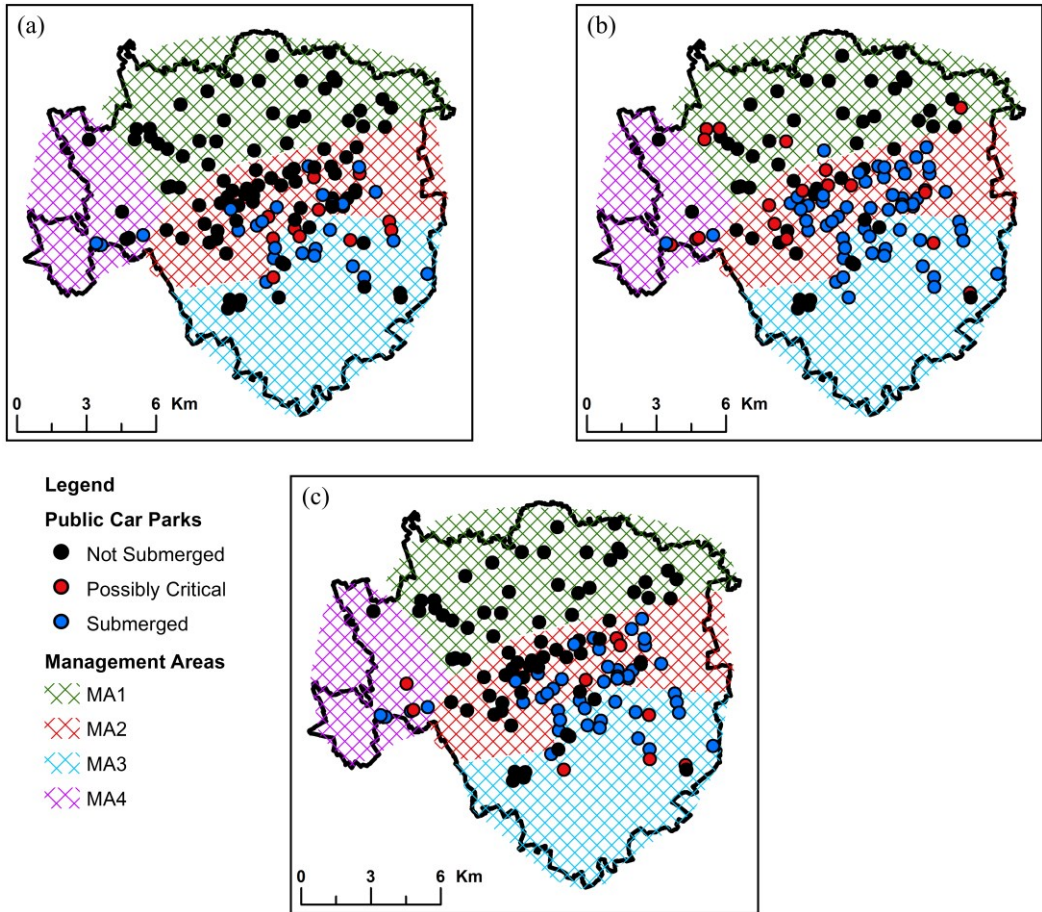 (a)
(b)
0 3 6 Km
0 3 6 Km
Legend
Public Car Parks
Not Submerged
Possibly Critical
Submerged
Management Areas
MA1
MA2
MA3
MA4
(c)
0 3 6 Km